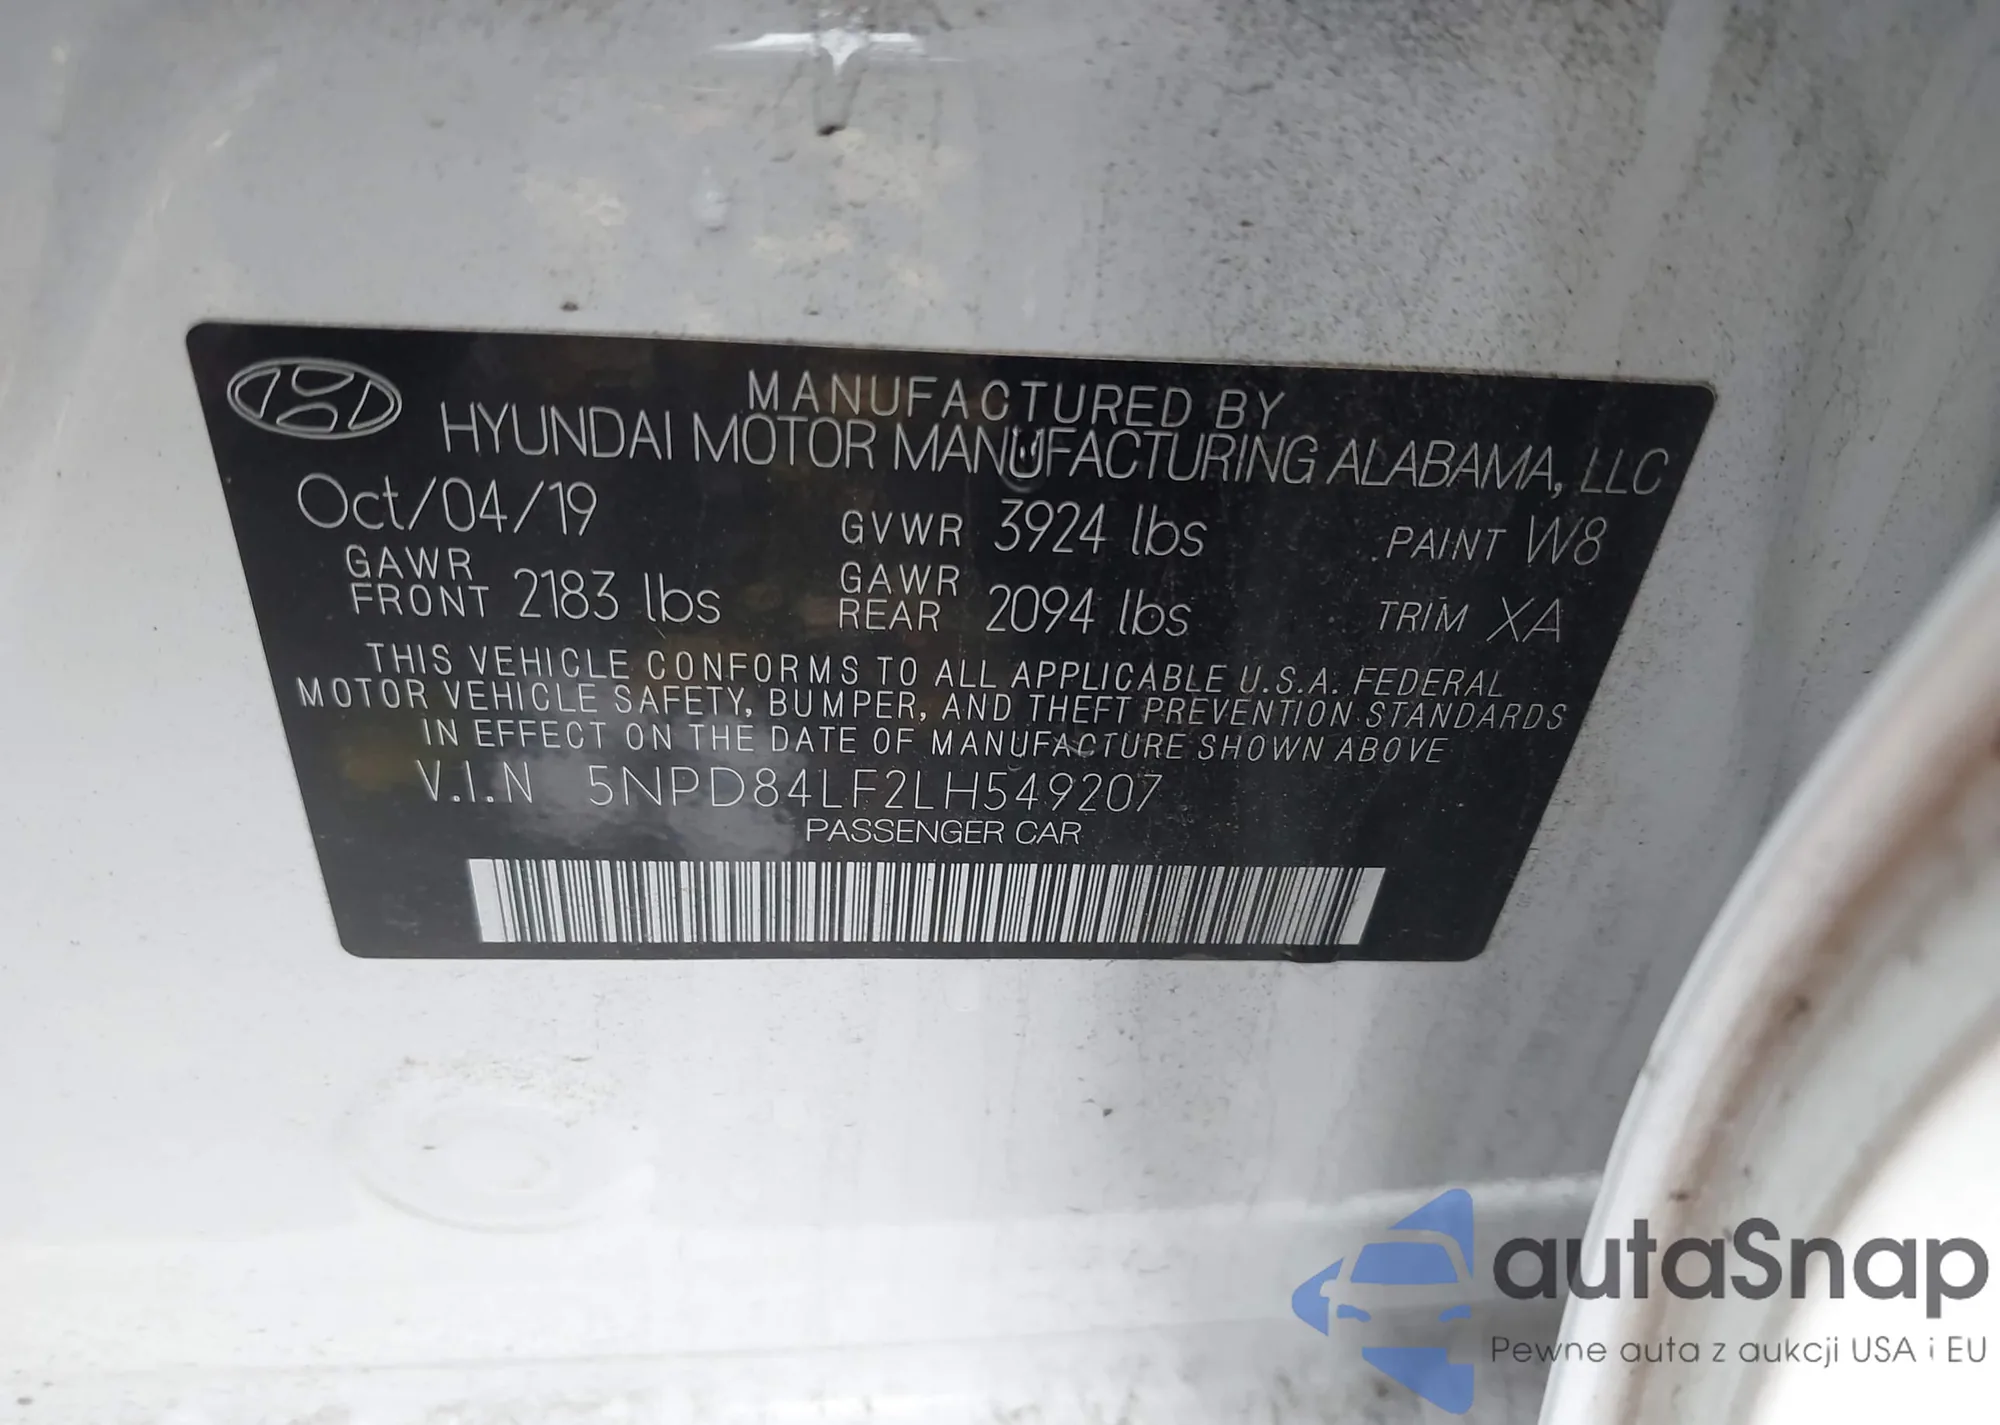 MANUFACTURED BY
HYUNDAI MOTOR MANUFACTURING ALABAMA, LLC
Oct/04/19 GVWR 3924 lbs PAINT W8
GAWR FRONT 2183 lbs GAWR REAR 2094 lbs TRIM XA
THIS VEHICLE CONFORMS TO ALL APPLICABLE U.S.A. FEDERAL
MOTOR VEHICLE SAFETY, BUMPER, AND THEFT PREVENTION STANDARDS
IN EFFECT ON THE DATE OF MANUFACTURE SHOWN ABOVE
V.I.N 5NPD84LF2LH549207
PASSENGER CAR
autaSnap
Pewne auta z aukcji USA i EU